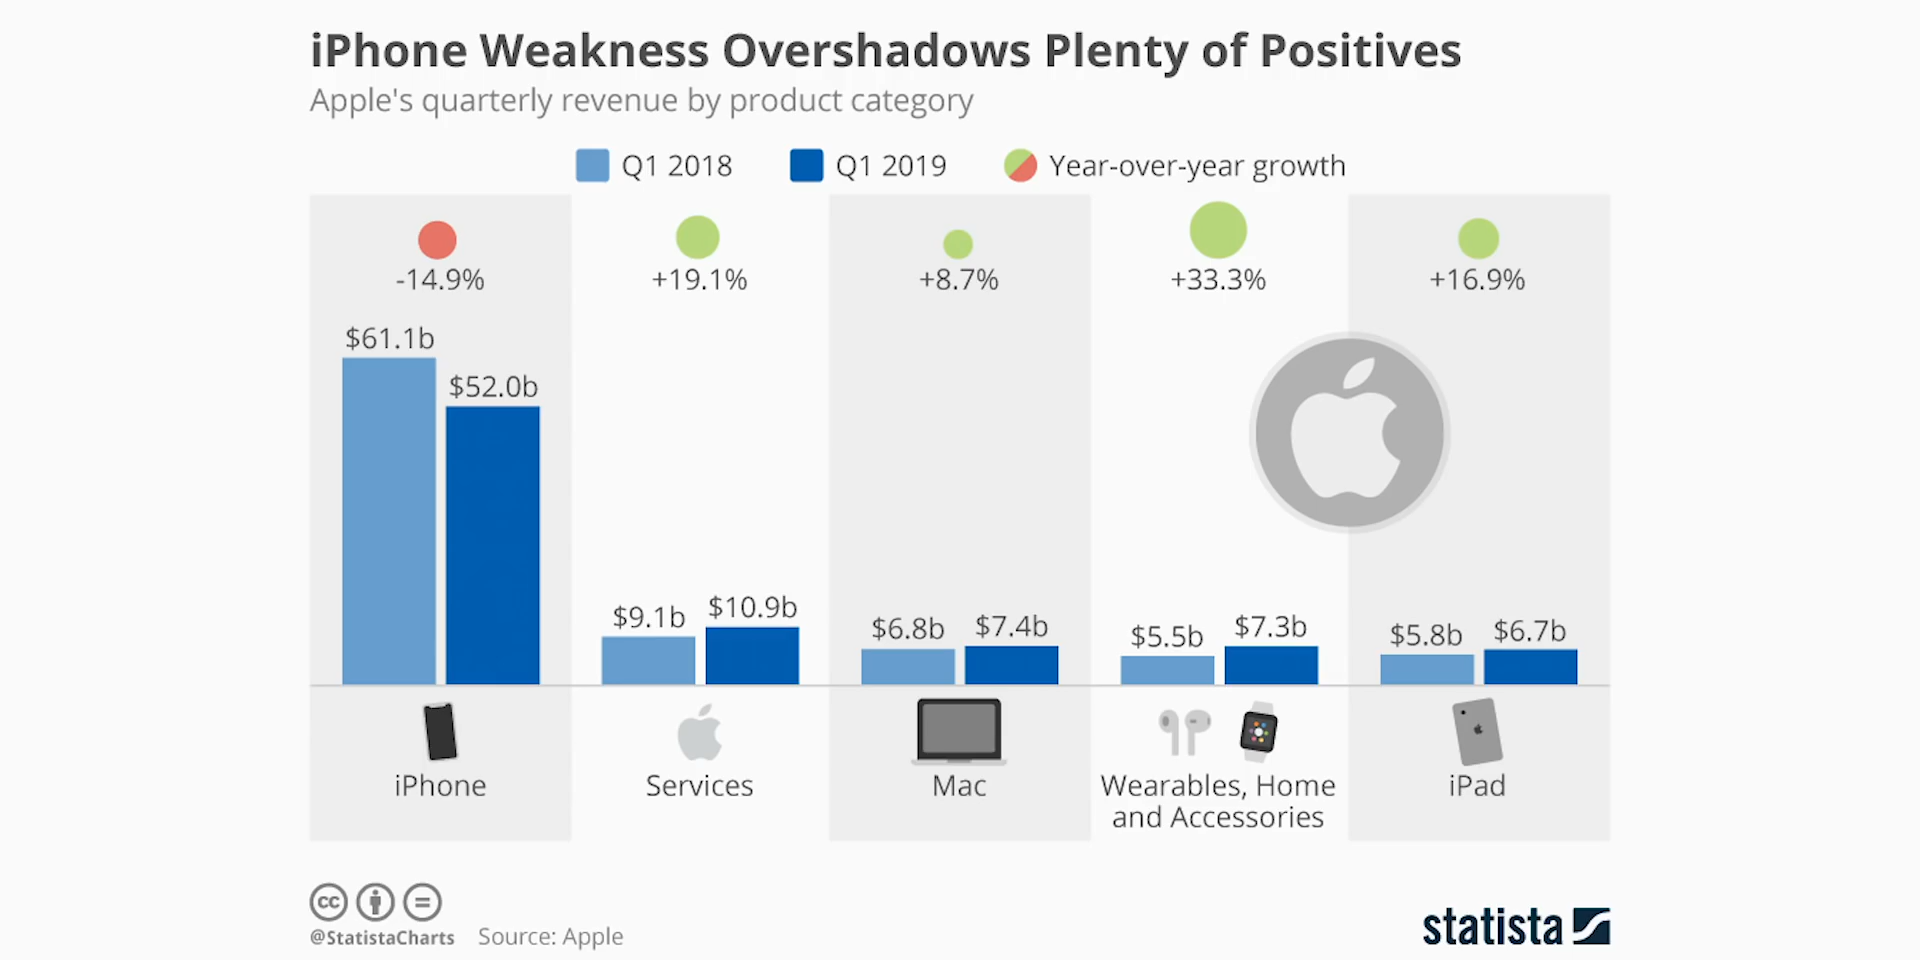 iPhone Weakness Overshadows Plenty of Positives
Apple's quarterly revenue by product category
Q1 2018 Q1 2019 Year-over-year growth
-14.9% +19.1% +8.7% +33.3% +16.9%
$61.1b
$52.0b
$9.1b $10.9b
$6.8b $7.4b
$5.5b $7.3b
$5.8b $6.7b
iPhone Services Mac Wearables, Home iPad
and Accessories
cc
@StatistaCharts Source: Apple
statista